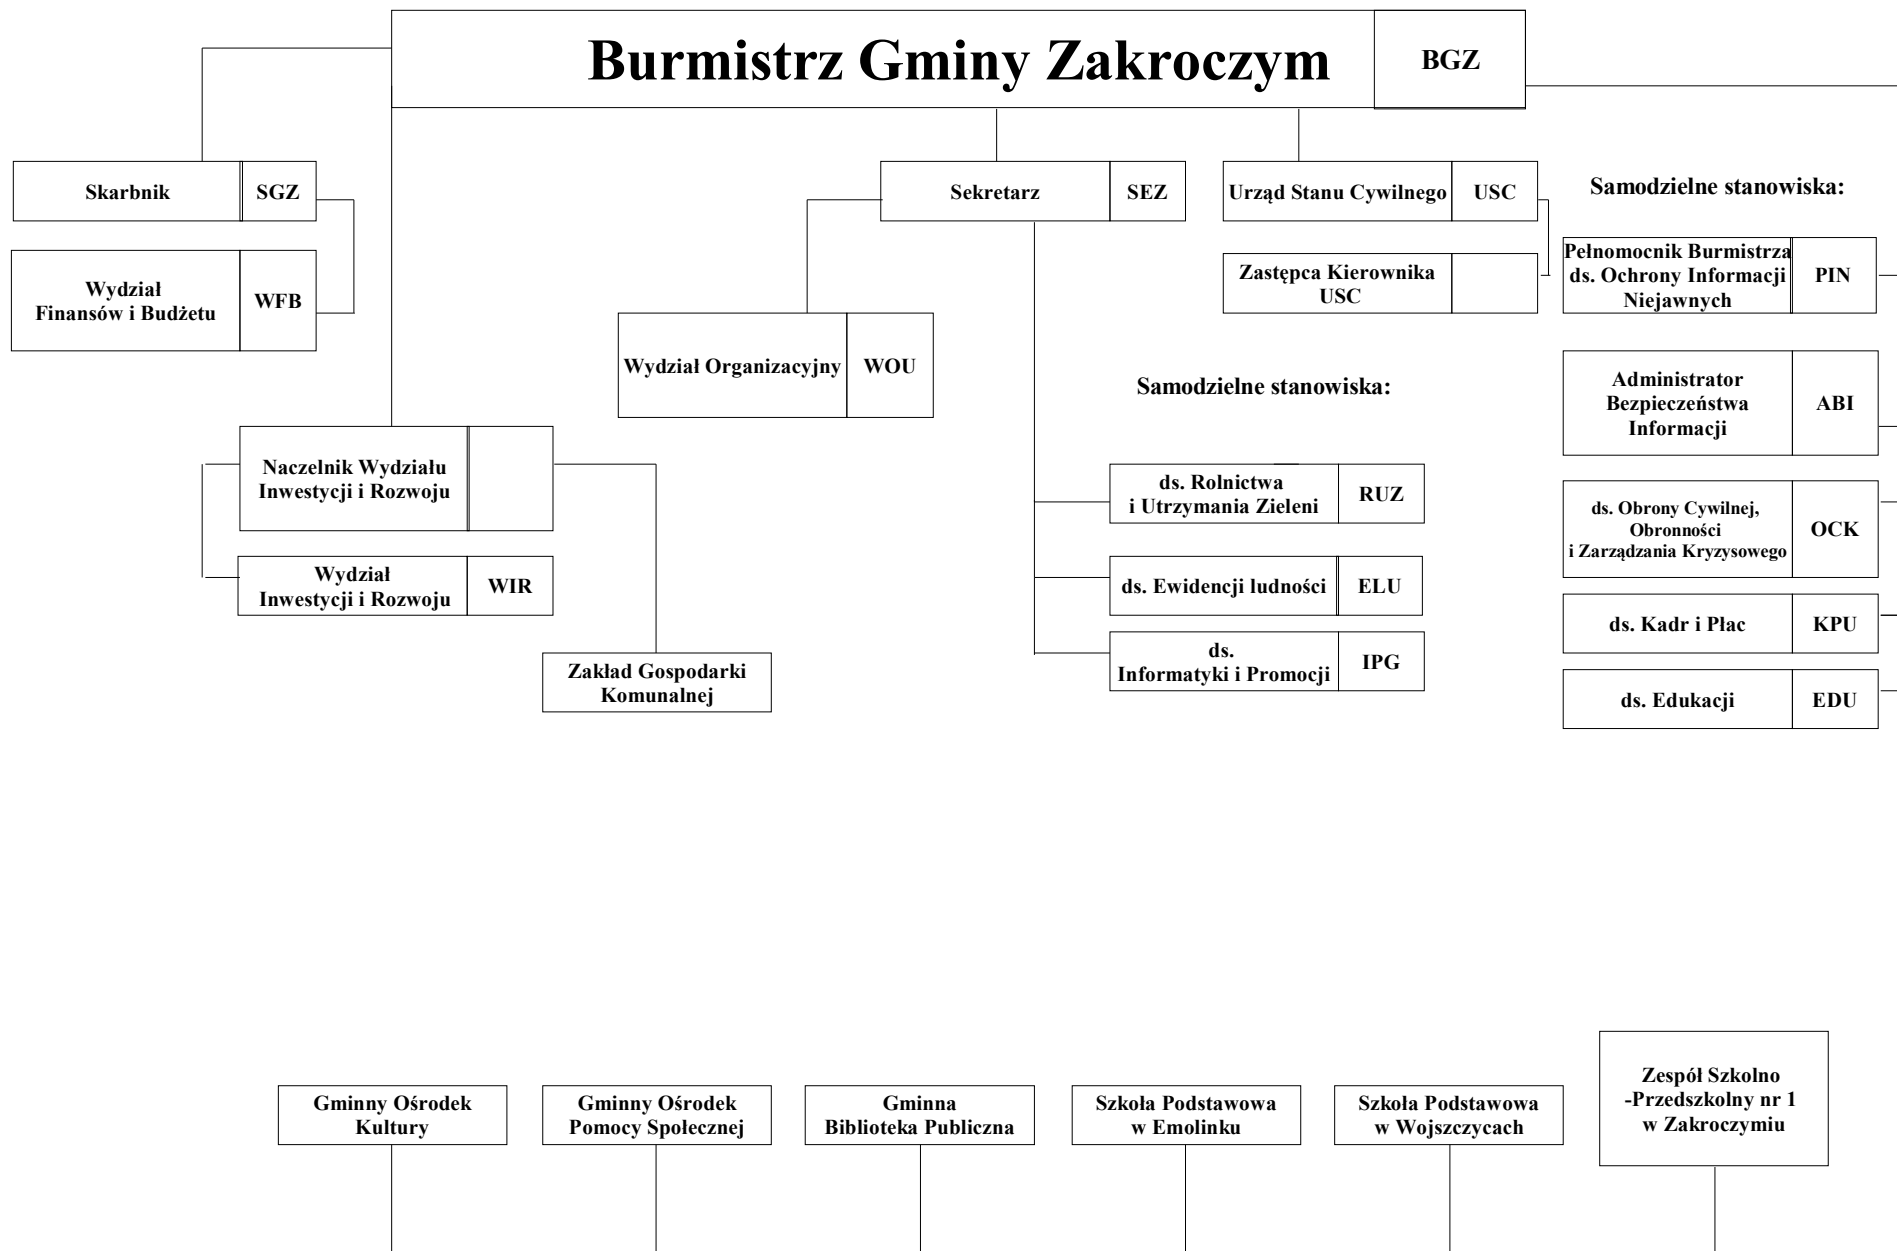 Burmistrz Gminy Zakroczym
BGZ
Skarbnik
SGZ
Wydział
Finansów i Budżetu
WFB
Naczelnik Wydziału
Inwestycji i Rozwoju
Wydział
Inwestycji i Rozwoju
WIR
Zakład Gospodarki
Komunalnej
Sekretarz
SEZ
Wydział Organizacyjny
WOU
Samodzielne stanowiska:
ds. Rolnictwa
i Utrzymania Zieleni
RUZ
ds. Ewidencji ludności
ELU
ds.
Informatyki i Promocji
IPG
Urząd Stanu Cywilnego
USC
Zastępca Kierownika
USC
Samodzielne stanowiska:
Pełnomocnik Burmistrza
ds. Ochrony Informacji
Niejawnych
PIN
Administrator
Bezpieczeństwa
Informacji
ABI
ds. Obrony Cywilnej,
Obronności
i Zarządzania Kryzysowego
OCK
ds. Kadr i Płac
KPU
ds. Edukacji
EDU
Gminny Ośrodek
Kultury
Gminny Ośrodek
Pomocy Społecznej
Gminna
Biblioteka Publiczna
Szkoła Podstawowa
w Emolinku
Szkoła Podstawowa
w Wojszczycach
Zespół Szkolno
-Przedszkolny nr 1
w Zakroczymiu